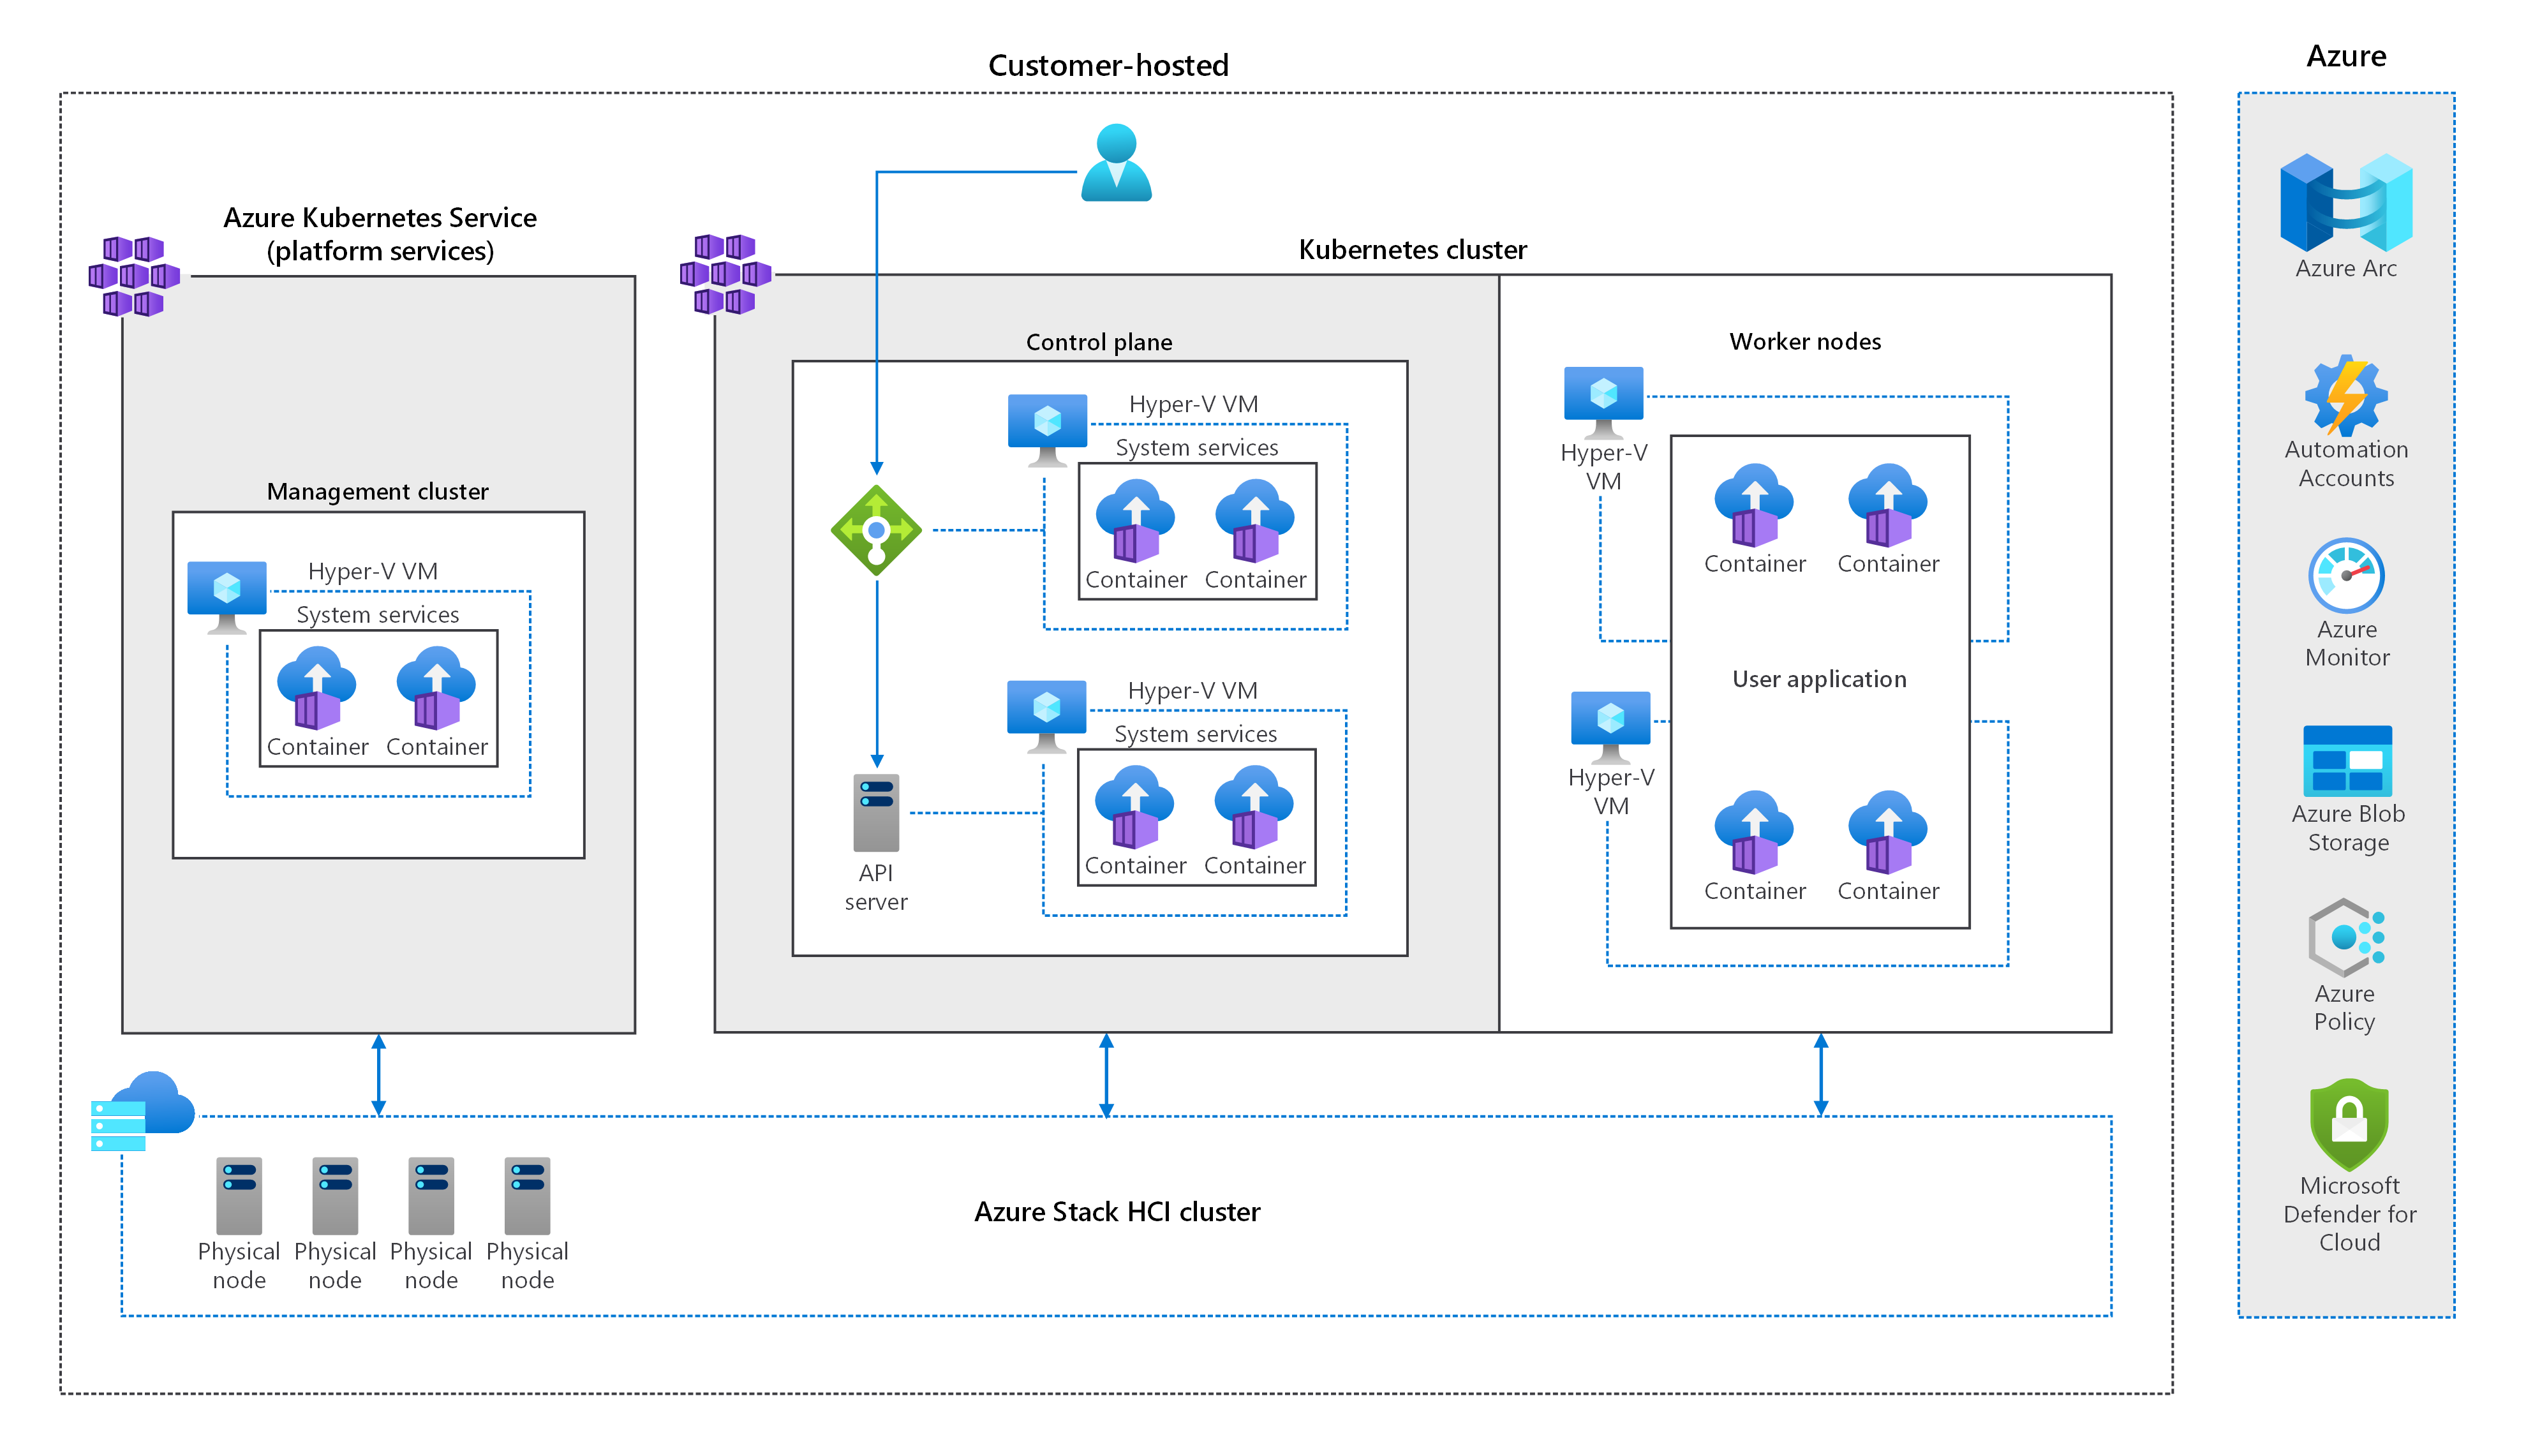 Customer-hosted
Azure
Azure Kubernetes Service
(platform services)
Management cluster
Hyper-V VM
System services
Container
Container
Kubernetes cluster
Control plane
Hyper-V VM
System services
Container
Container
Hyper-V VM
System services
Container
Container
API
server
Worker nodes
Hyper-V
VM
Container
Container
User application
Hyper-V
VM
Container
Container
Azure Stack HCI cluster
Physical
node
Physical
node
Physical
node
Physical
node
Azure Arc
Automation
Accounts
Azure
Monitor
Azure Blob
Storage
Azure
Policy
Microsoft
Defender for
Cloud